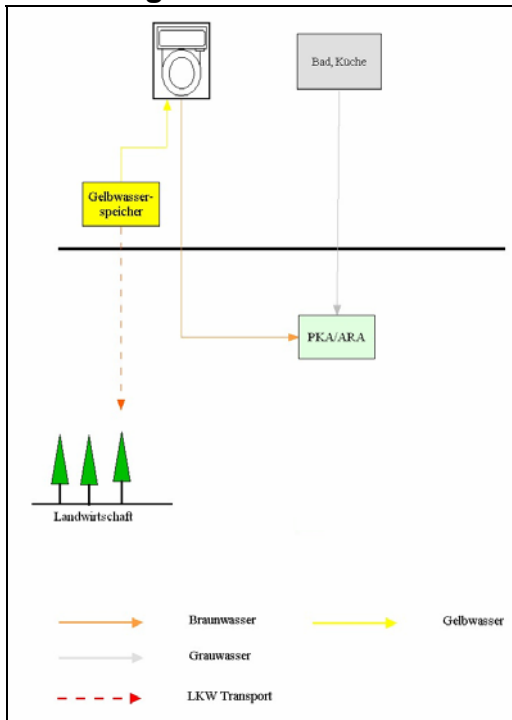 Bad, Küche
Gelbwasser-
speicher
PKA/ARA
Landwirtschaft
Braunwasser
Gelbwasser
Grauwasser
LKW Transport